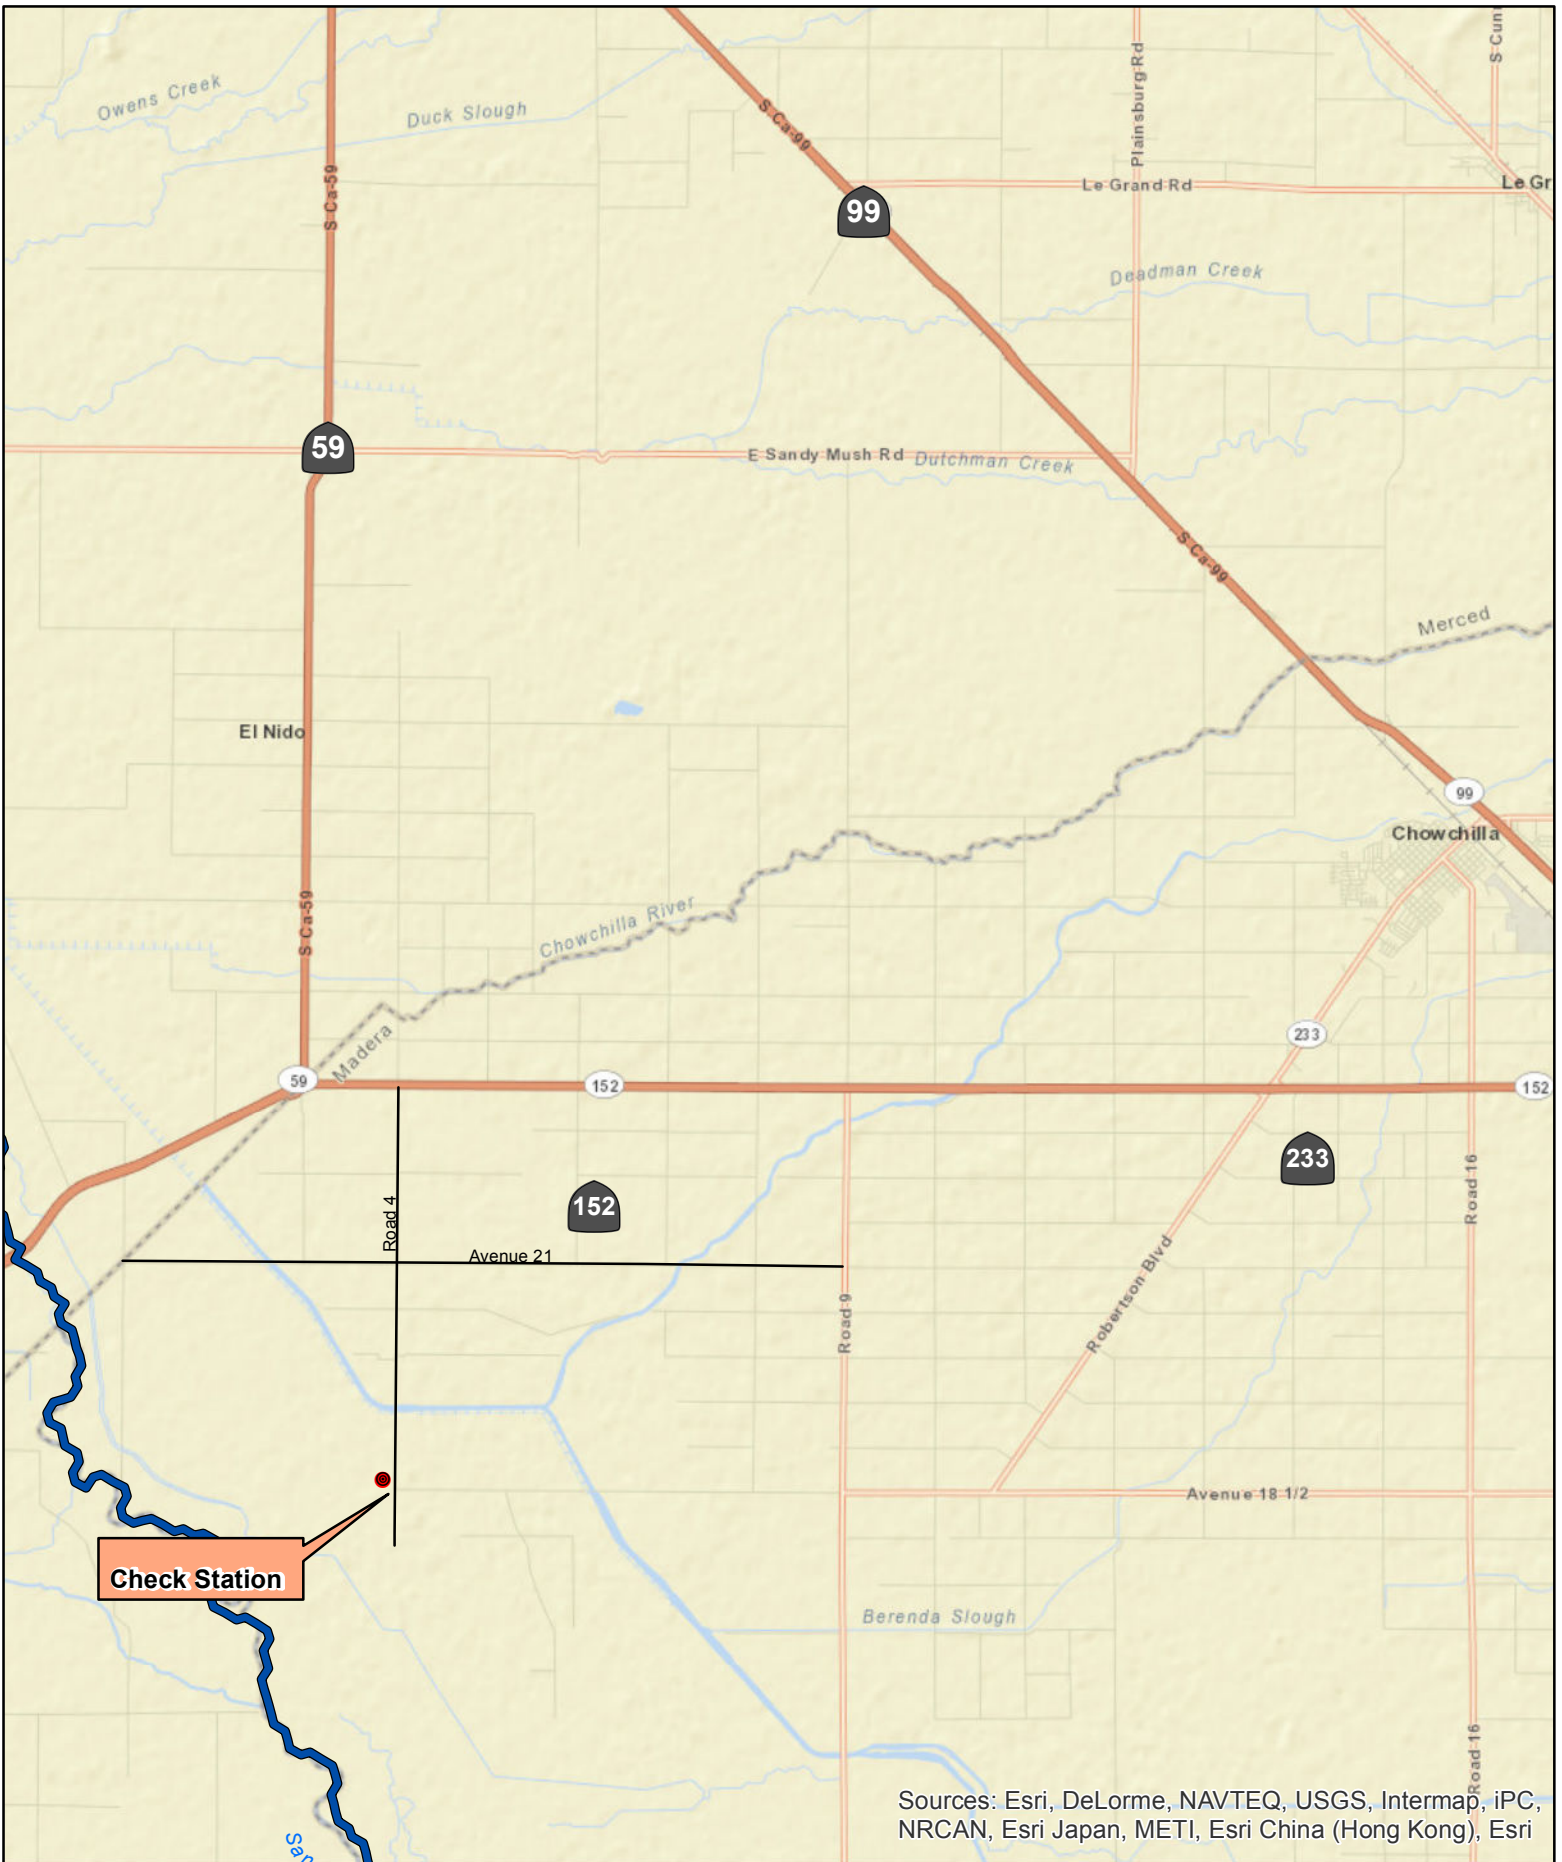 S Cunn
Owens Creek
Duck Slough
S Ca-99
Plainsburg Rd
S Ca-59
Le Grand Rd
Le Gr
99
Deadman Creek
59
E Sandy Mush Rd
Dutchman Creek
S Ca-99
Merced
El Nido
99
Chowchilla
S Ca-59
Chowchilla River
Madera
233
59
152
152
233
Road 4
152
Road 16
Avenue 21
Robertson Blvd
Road 9
Avenue 18 1/2
Check Station
Berenda Slough
Road 16
Sources: Esri, DeLorme, NAVTEQ, USGS, Intermap, iPC,
NRCAN, Esri Japan, METI, Esri China (Hong Kong), Esri
San